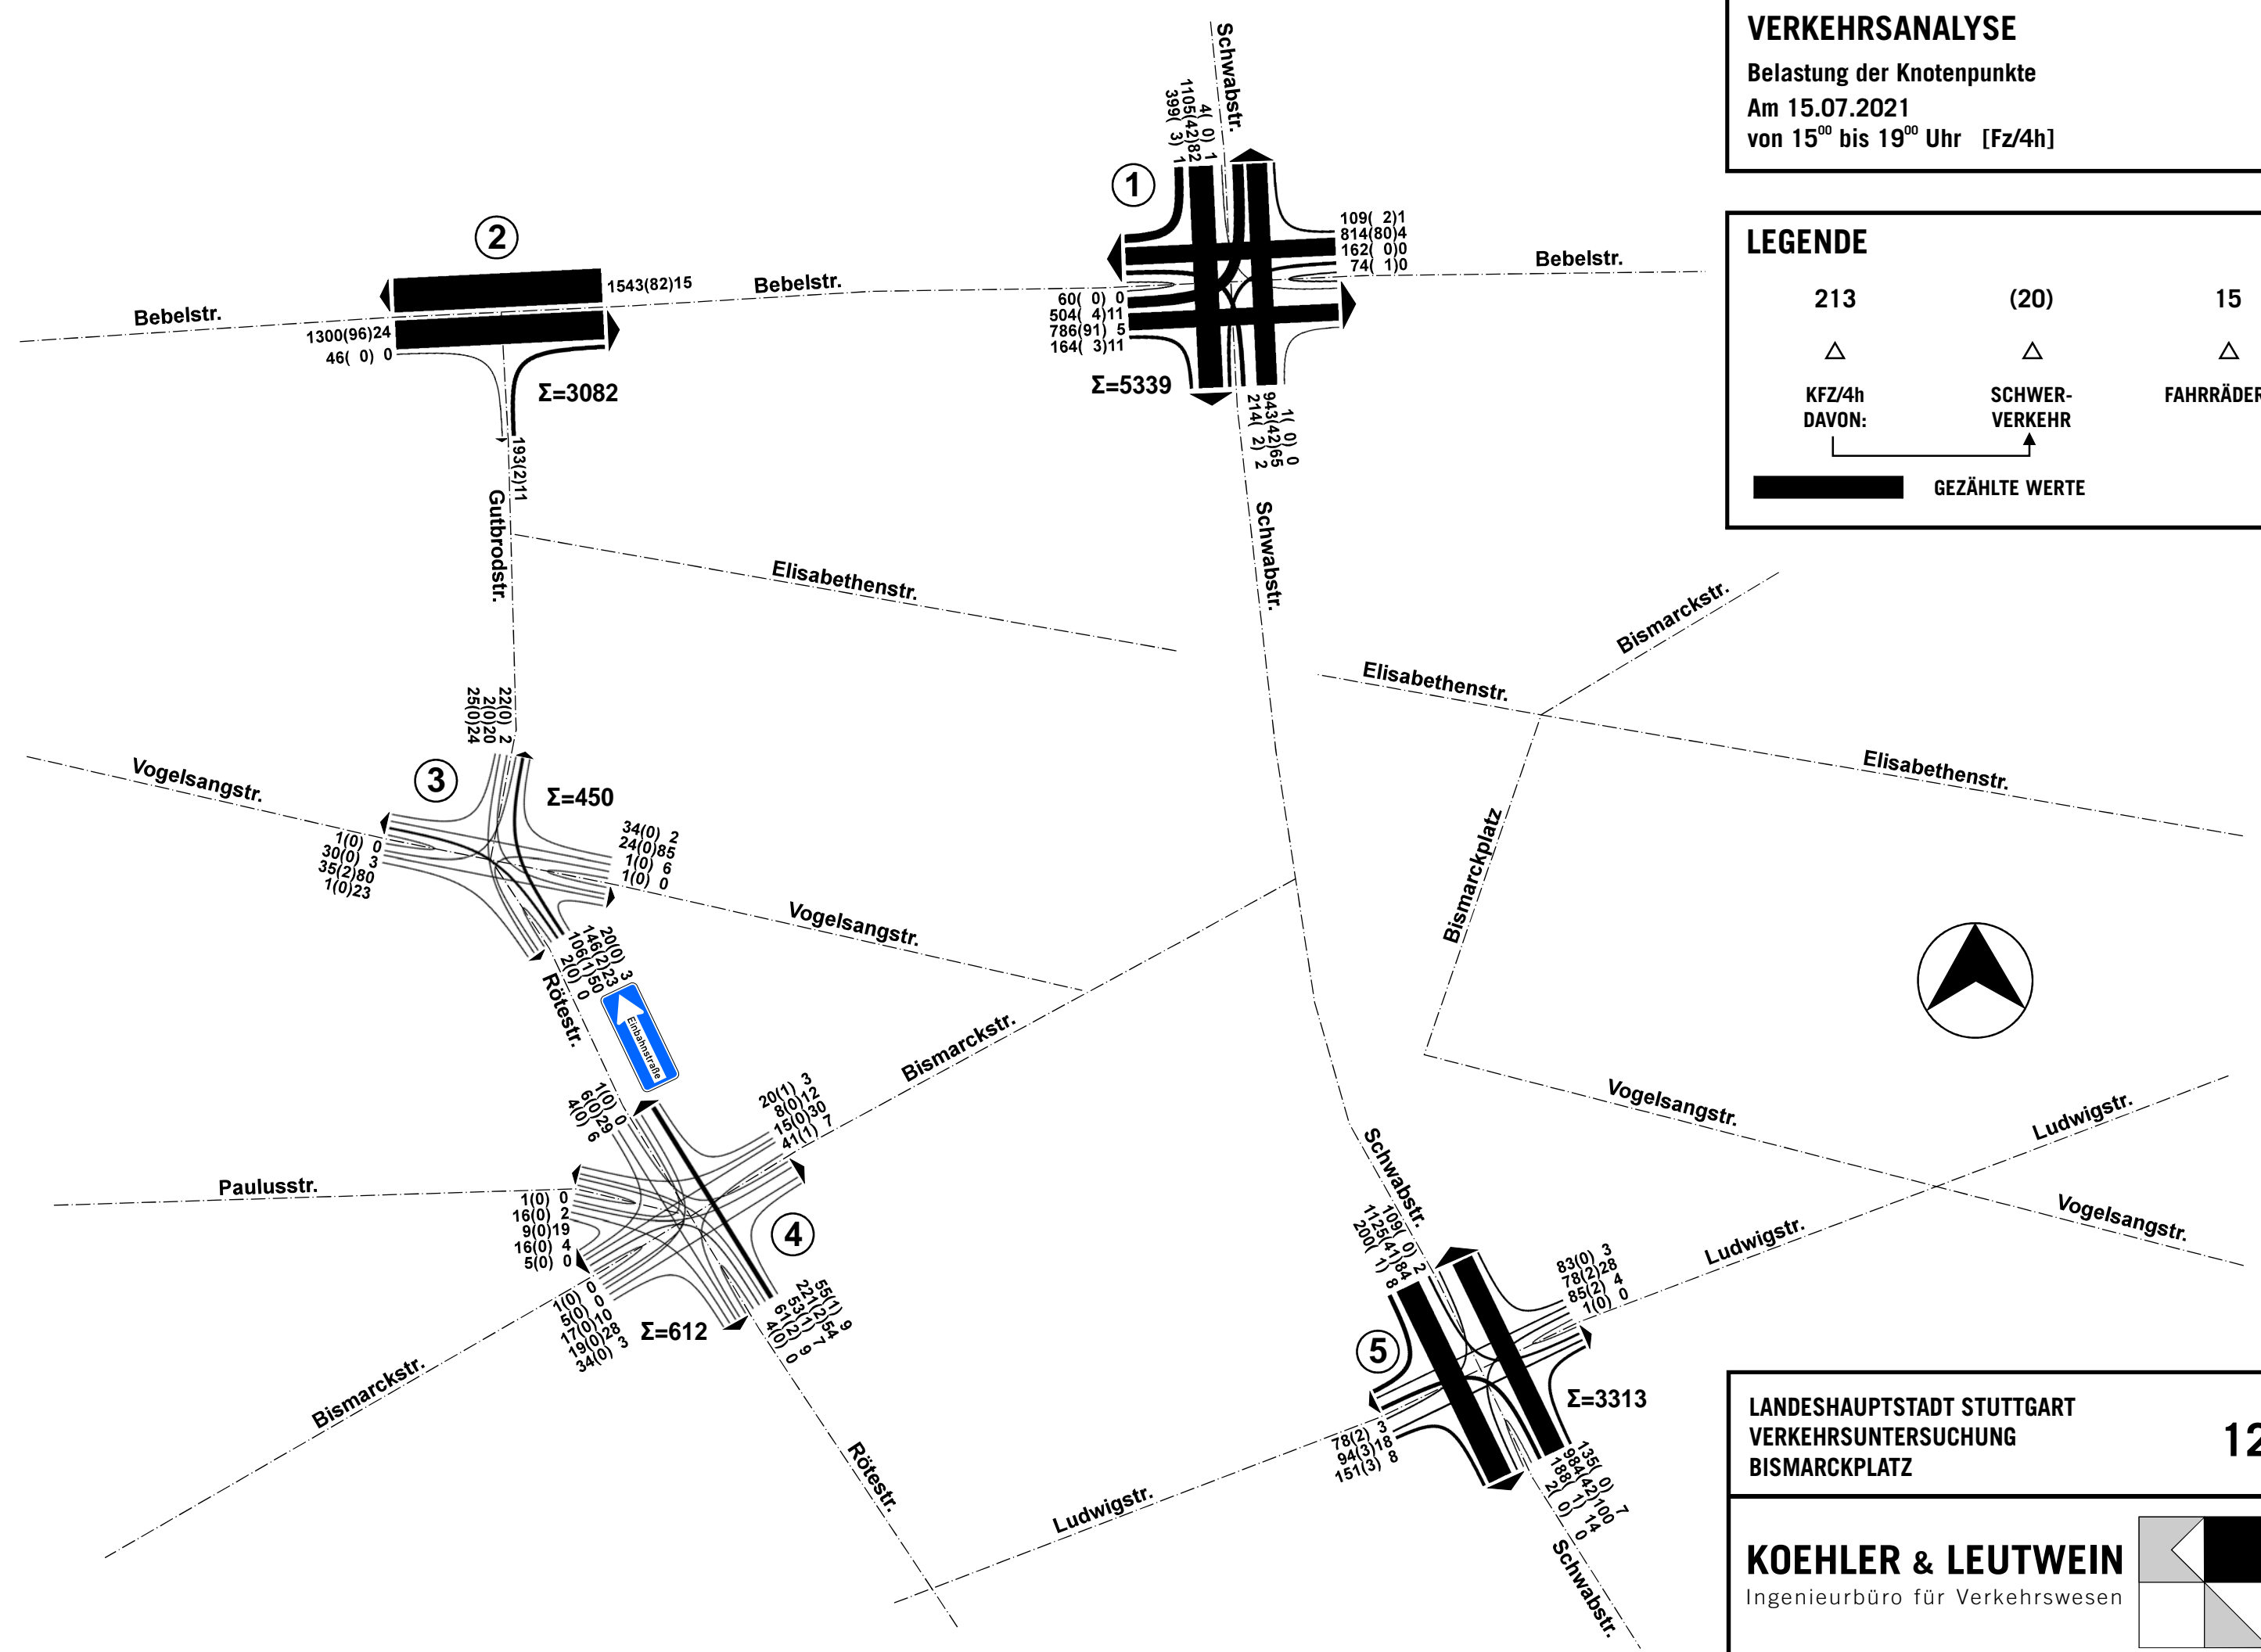 VERKEHRSANALYSE
Belastung der Knotenpunkte
Am 15.07.2021
von 15⁰⁰ bis 19⁰⁰ Uhr [Fz/4h]
LEGENDE
213 (20) 15
KFZ/4h SCHWER- FAHRRÄDER
DAVON: VERKEHR
GEZÄHLTE WERTE
Schwabstr.
4( 0) 1
1105(42)82
399( 3) 1
1
109( 2)1
814(80)4
162( 0)0
74( 1)0
Bebelstr.
60( 0) 0
504( 4)11
786(91) 5
164( 3)11
Σ=5339
1( 0) 0
943(42)65
214( 2) 2
Schwabstr.
2
1543(82)15
Bebelstr.
Bebelstr.
1300(96)24
46( 0) 0
Σ=3082
193(2)11
Gutbrodstr.
Elisabethenstr.
Bismarckstr.
Elisabethenstr.
Elisabethenstr.
22(0) 2
2(0)20
25(0)24
Vogelsangstr.
3
Σ=450
1(0) 0
30(0) 3
35(2)80
1(0)23
34(0) 2
24(0)85
1(0) 6
1(0) 0
Bismarckplatz
Vogelsangstr.
20(0) 3
146(2)23
106(1)50
2(0) 0
Rötestr.
Einbahnstraße
Bismarckstr.
1(0) 0
6(0)29
4(0) 6
20(1) 3
8(0)12
15(0)30
41(1) 7
Paulusstr.
1(0) 0
16(0) 2
9(0)19
16(0) 4
5(0) 0
4
1(0) 0
5(0) 0
17(0)10
19(0)28
34(0) 3
Σ=612
55(1) 9
221(2)54
53(1) 7
61(2) 9
4(0) 0
Bismarckstr.
Rötestr.
Vogelsangstr.
Ludwigstr.
Vogelsangstr.
Ludwigstr.
Schwabstr.
109( 0) 2
1125(41)84
200( 1) 8
83(0) 3
78(2)28
85(2) 4
1(0) 0
5
Σ=3313
78(2) 3
94(3)18
151(3) 8
135( 0) 7
984(42)100
188( 1) 14
2( 0) 0
Ludwigstr.
Schwabstr.
LANDESHAUPTSTADT STUTTGART
VERKEHRSUNTERSUCHUNG
BISMARCKPLATZ
12
KOEHLER & LEUTWEIN
Ingenieurbüro für Verkehrswesen